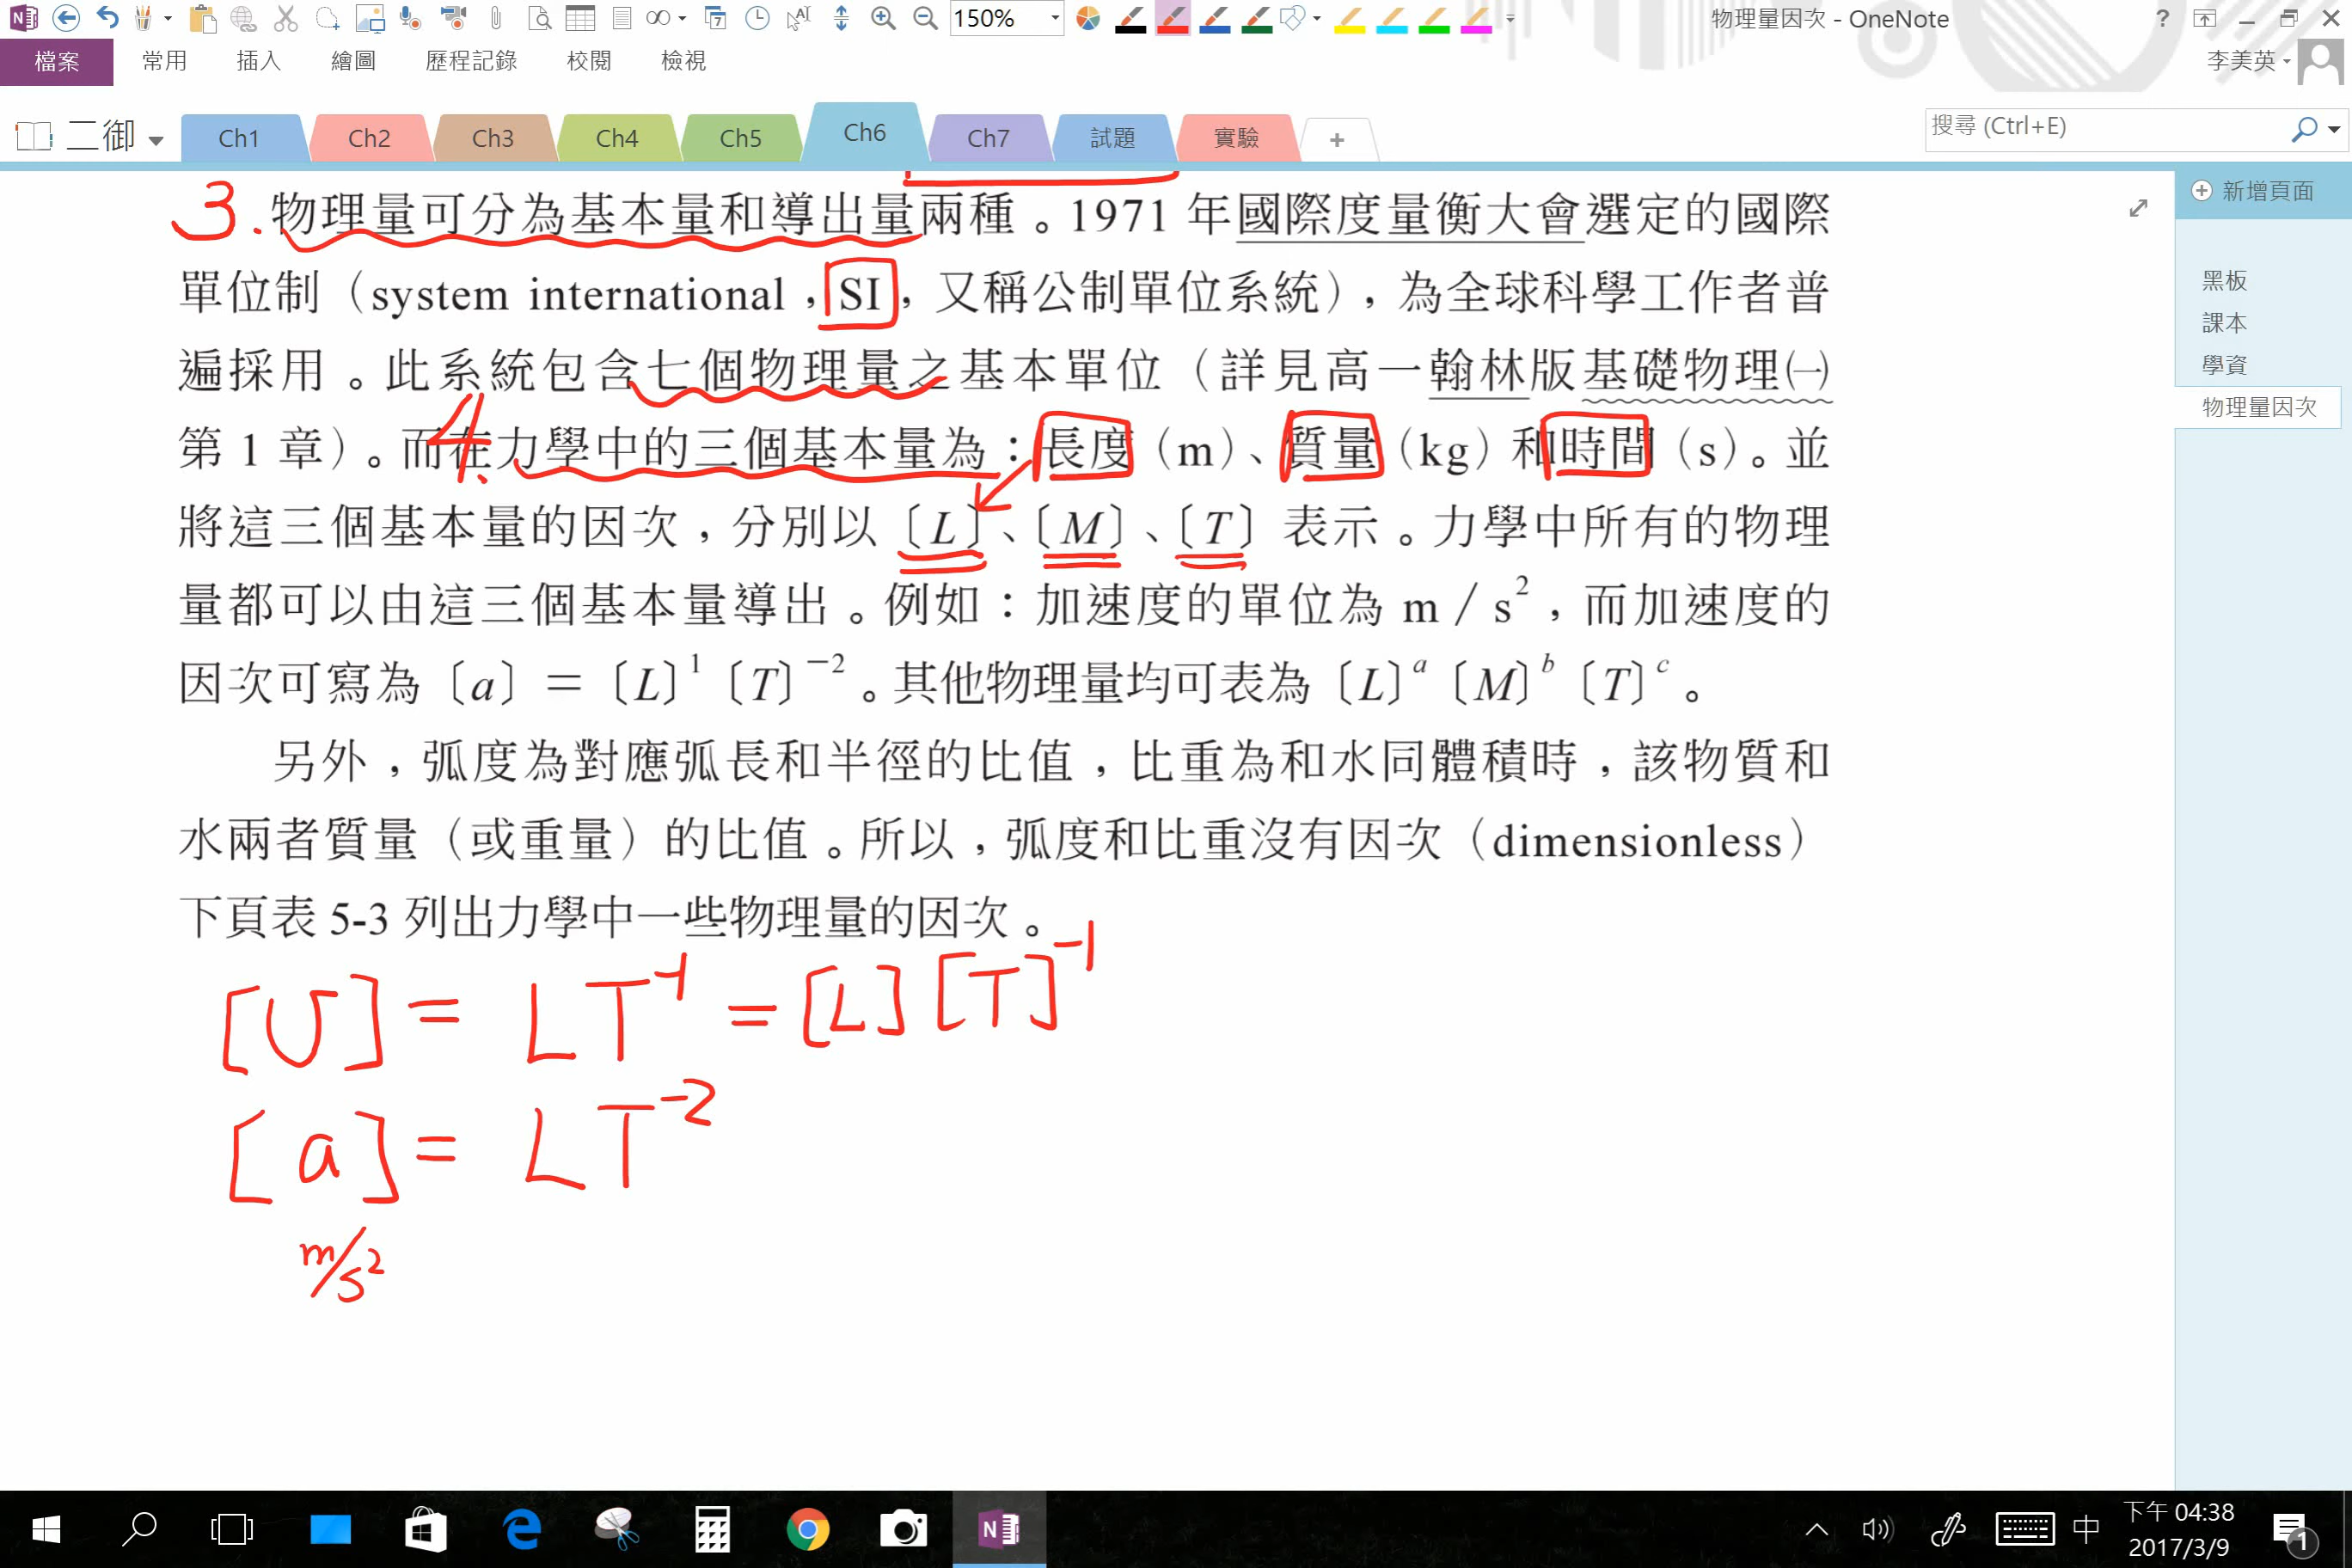 150%
物理量因次 - OneNote
?
檔案 常用 插入 繪圖 歷程記錄 校閱 檢視
李美英
二御 Ch1 Ch2 Ch3 Ch4 Ch5 Ch6 Ch7 試題 實驗 +
搜尋 (Ctrl+E)
新增頁面
黑板
課本
學資
物理量因次
3. 物理量可分為基本量和導出量兩種。1971 年國際度量衡大會選定的國際
單位制（system international，SI，又稱公制單位系統），為全球科學工作者普
遍採用。此系統包含七個物理量之基本單位（詳見高一翰林版基礎物理㈠
第 1 章）。而在力學中的三個基本量為：長度（m）、質量（kg）和時間（s）。並
4.
將這三個基本量的因次，分別以〔L〕、〔M〕、〔T〕表示。力學中所有的物理
量都可以由這三個基本量導出。例如：加速度的單位為 m／s²，而加速度的
因次可寫為〔a〕＝〔L〕¹〔T〕⁻²。其他物理量均可表為〔L〕ᵃ〔M〕ᵇ〔T〕ᶜ。
另外，弧度為對應弧長和半徑的比值，比重為和水同體積時，該物質和
水兩者質量（或重量）的比值。所以，弧度和比重沒有因次（dimensionless）
下頁表 5-3 列出力學中一些物理量的因次。
[v] = LT⁻¹ = [L][T]⁻¹
[a] = LT⁻²
m/s²
中
下午 04:38
2017/3/9
1